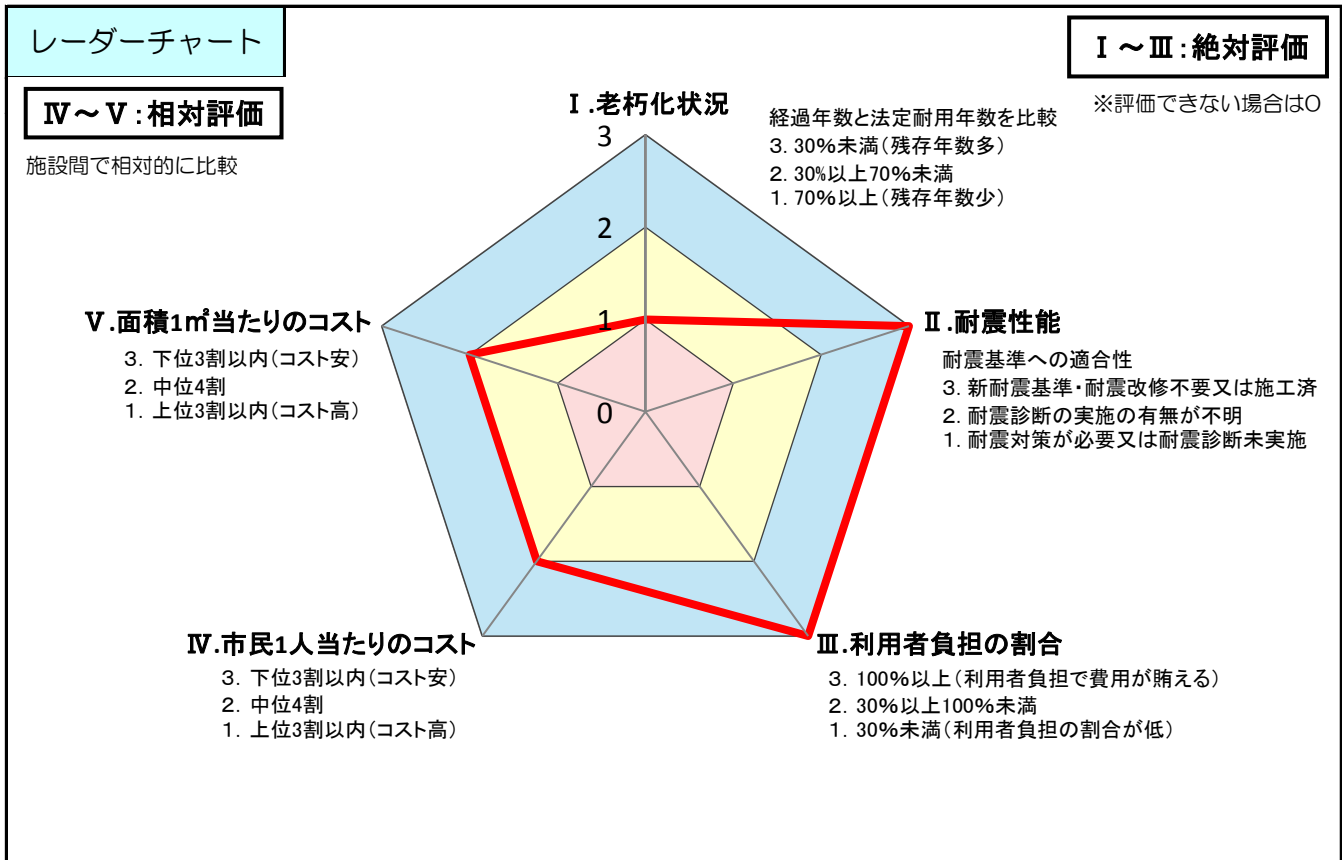 レーダーチャート
Ⅰ～Ⅲ:絶対評価
※評価できない場合は0
Ⅳ～Ⅴ:相対評価
施設間で相対的に比較
Ⅰ.老朽化状況
経過年数と法定耐用年数を比較
3. 30%未満(残存年数多)
2. 30%以上70%未満
1. 70%以上(残存年数少)
3
2
1
0
Ⅱ.耐震性能
耐震基準への適合性
3. 新耐震基準・耐震改修不要又は施工済
2. 耐震診断の実施の有無が不明
1. 耐震対策が必要又は耐震診断未実施
Ⅴ.面積1㎡当たりのコスト
3. 下位3割以内(コスト安)
2. 中位4割
1. 上位3割以内(コスト高)
Ⅳ.市民1人当たりのコスト
3. 下位3割以内(コスト安)
2. 中位4割
1. 上位3割以内(コスト高)
Ⅲ.利用者負担の割合
3. 100%以上(利用者負担で費用が賄える)
2. 30%以上100%未満
1. 30%未満(利用者負担の割合が低)